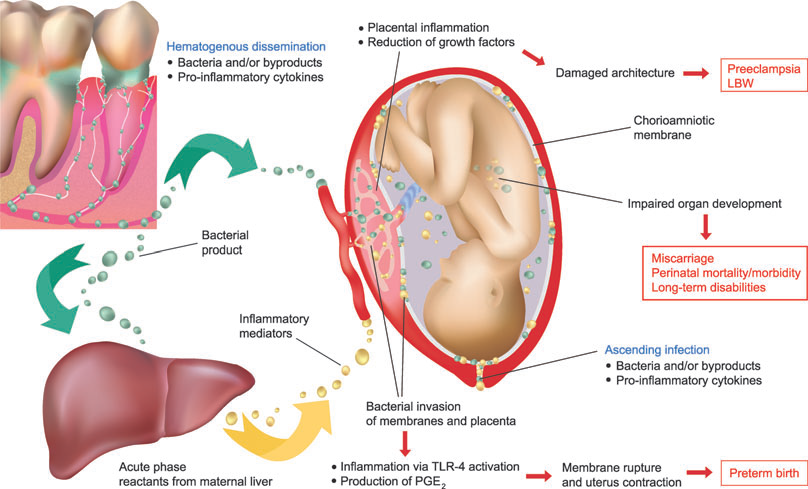 Hematogenous dissemination
• Bacteria and/or byproducts
• Pro-inflammatory cytokines
• Placental inflammation
• Reduction of growth factors
Damaged architecture
Preeclampsia
LBW
Chorioamniotic
membrane
Impaired organ development
Miscarriage
Perinatal mortality/morbidity
Long-term disabilities
Bacterial
product
Inflammatory
mediators
Ascending infection
• Bacteria and/or byproducts
• Pro-inflammatory cytokines
Bacterial invasion
of membranes and placenta
Acute phase
reactants from maternal liver
• Inflammation via TLR-4 activation
• Production of PGE₂
Membrane rupture
and uterus contraction
Preterm birth